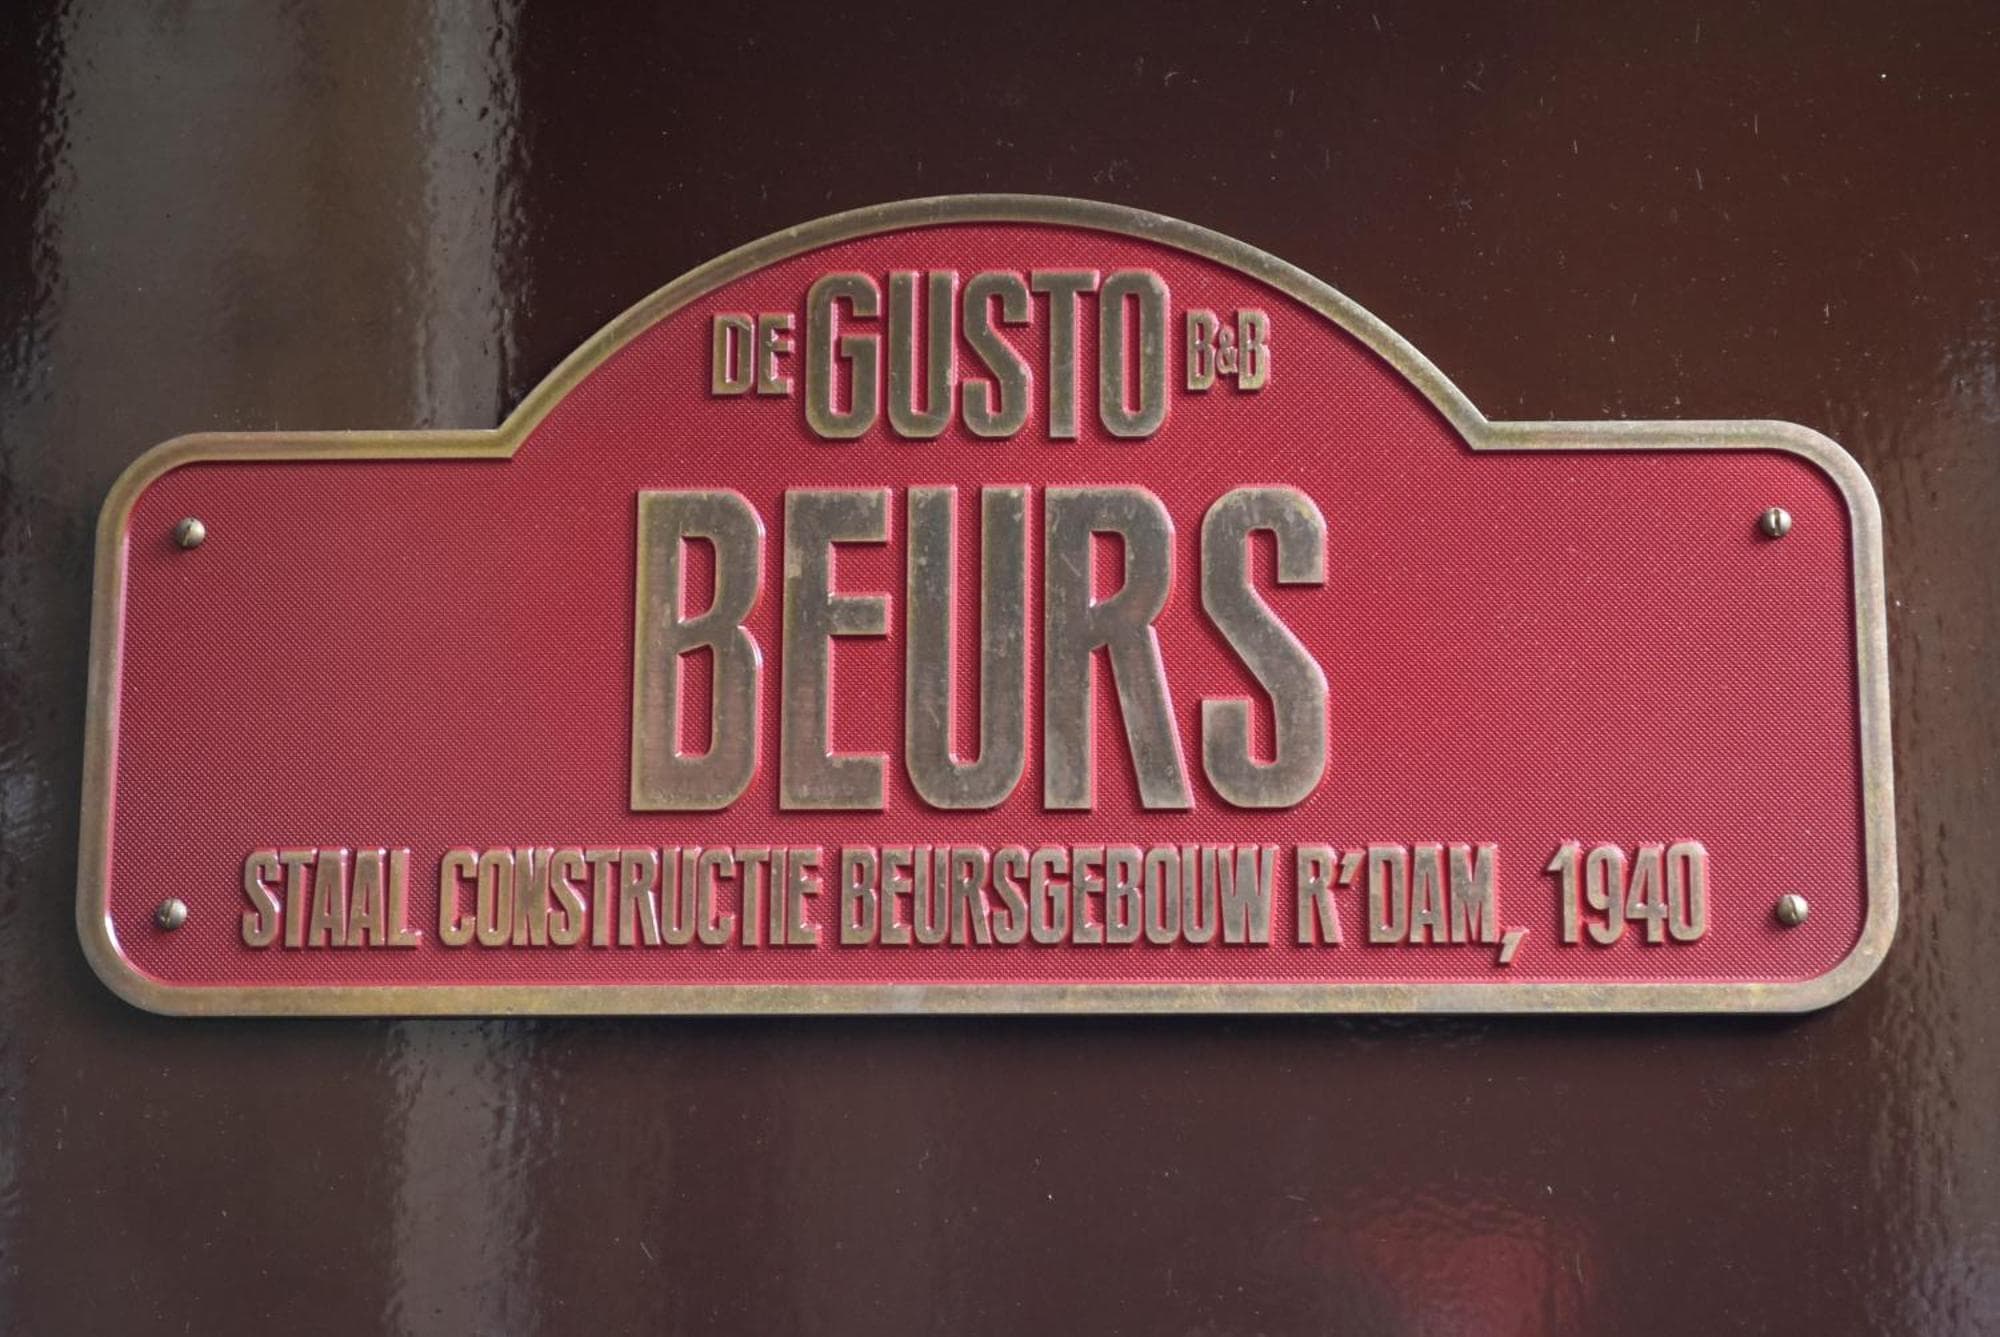 DE GUSTO B&B
BEURS
STAAL CONSTRUCTIE BEURSGEBOUW R'DAM, 1940